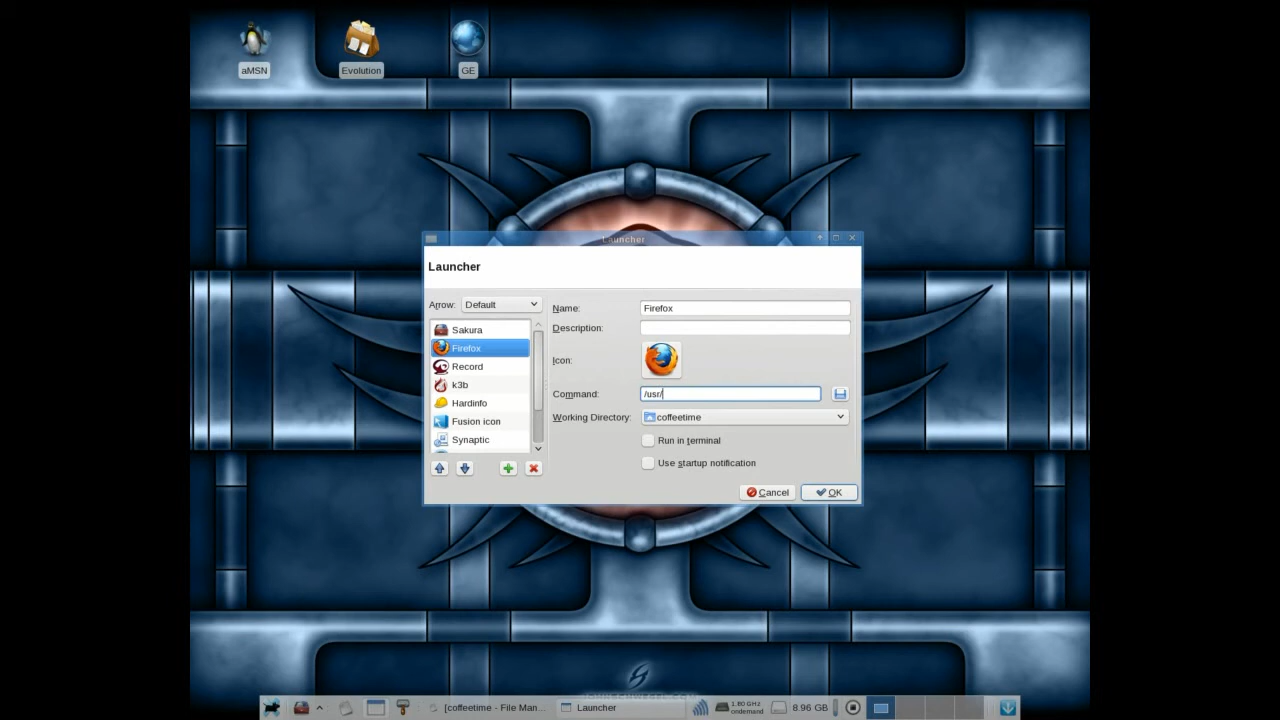 aMSN
Evolution
GE
Launcher
Launcher
Arrow: Default
Sakura
Firefox
Record
k3b
Hardinfo
Fusion icon
Synaptic
Name: Firefox
Description:
Icon:
Command: /usr/
Working Directory: coffeetime
Run in terminal
Use startup notification
Cancel
OK
[coffeetime - File Man...
Launcher
1.80 GHz
ondemand
8.96 GB